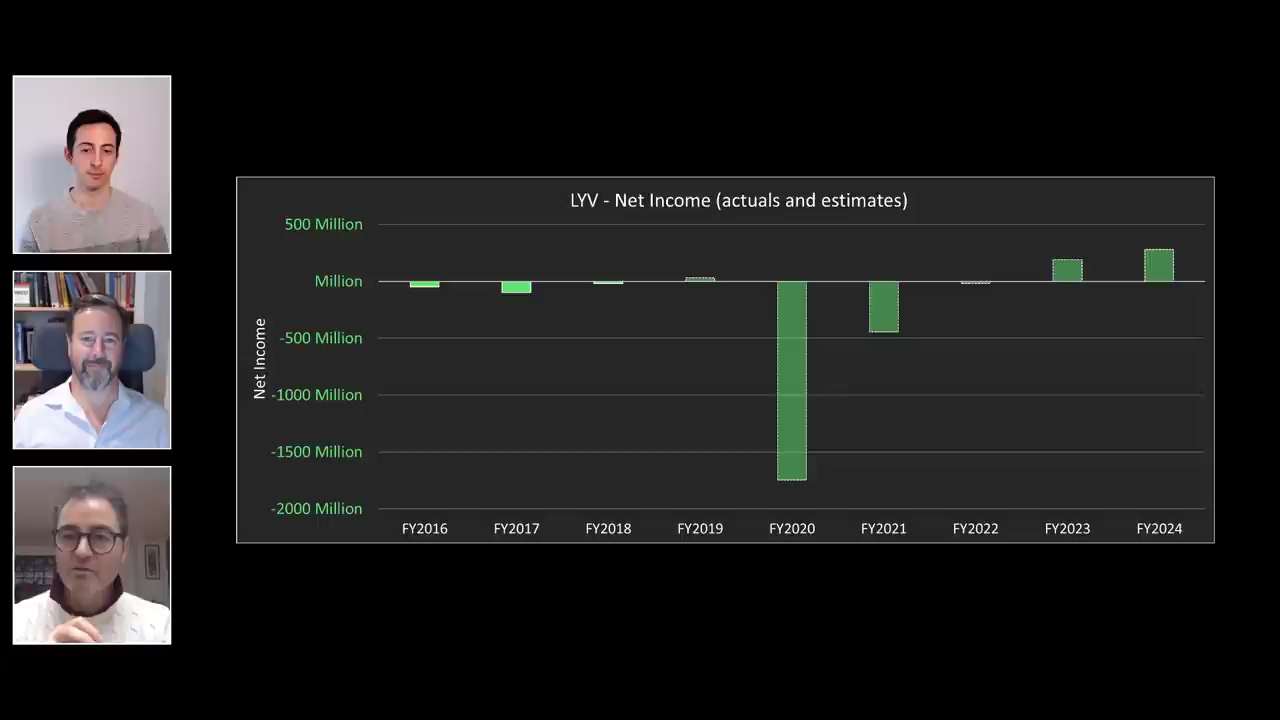 LYV - Net Income (actuals and estimates)
500 Million
Million
-500 Million
-1000 Million
-1500 Million
-2000 Million
Net Income
FY2016
FY2017
FY2018
FY2019
FY2020
FY2021
FY2022
FY2023
FY2024